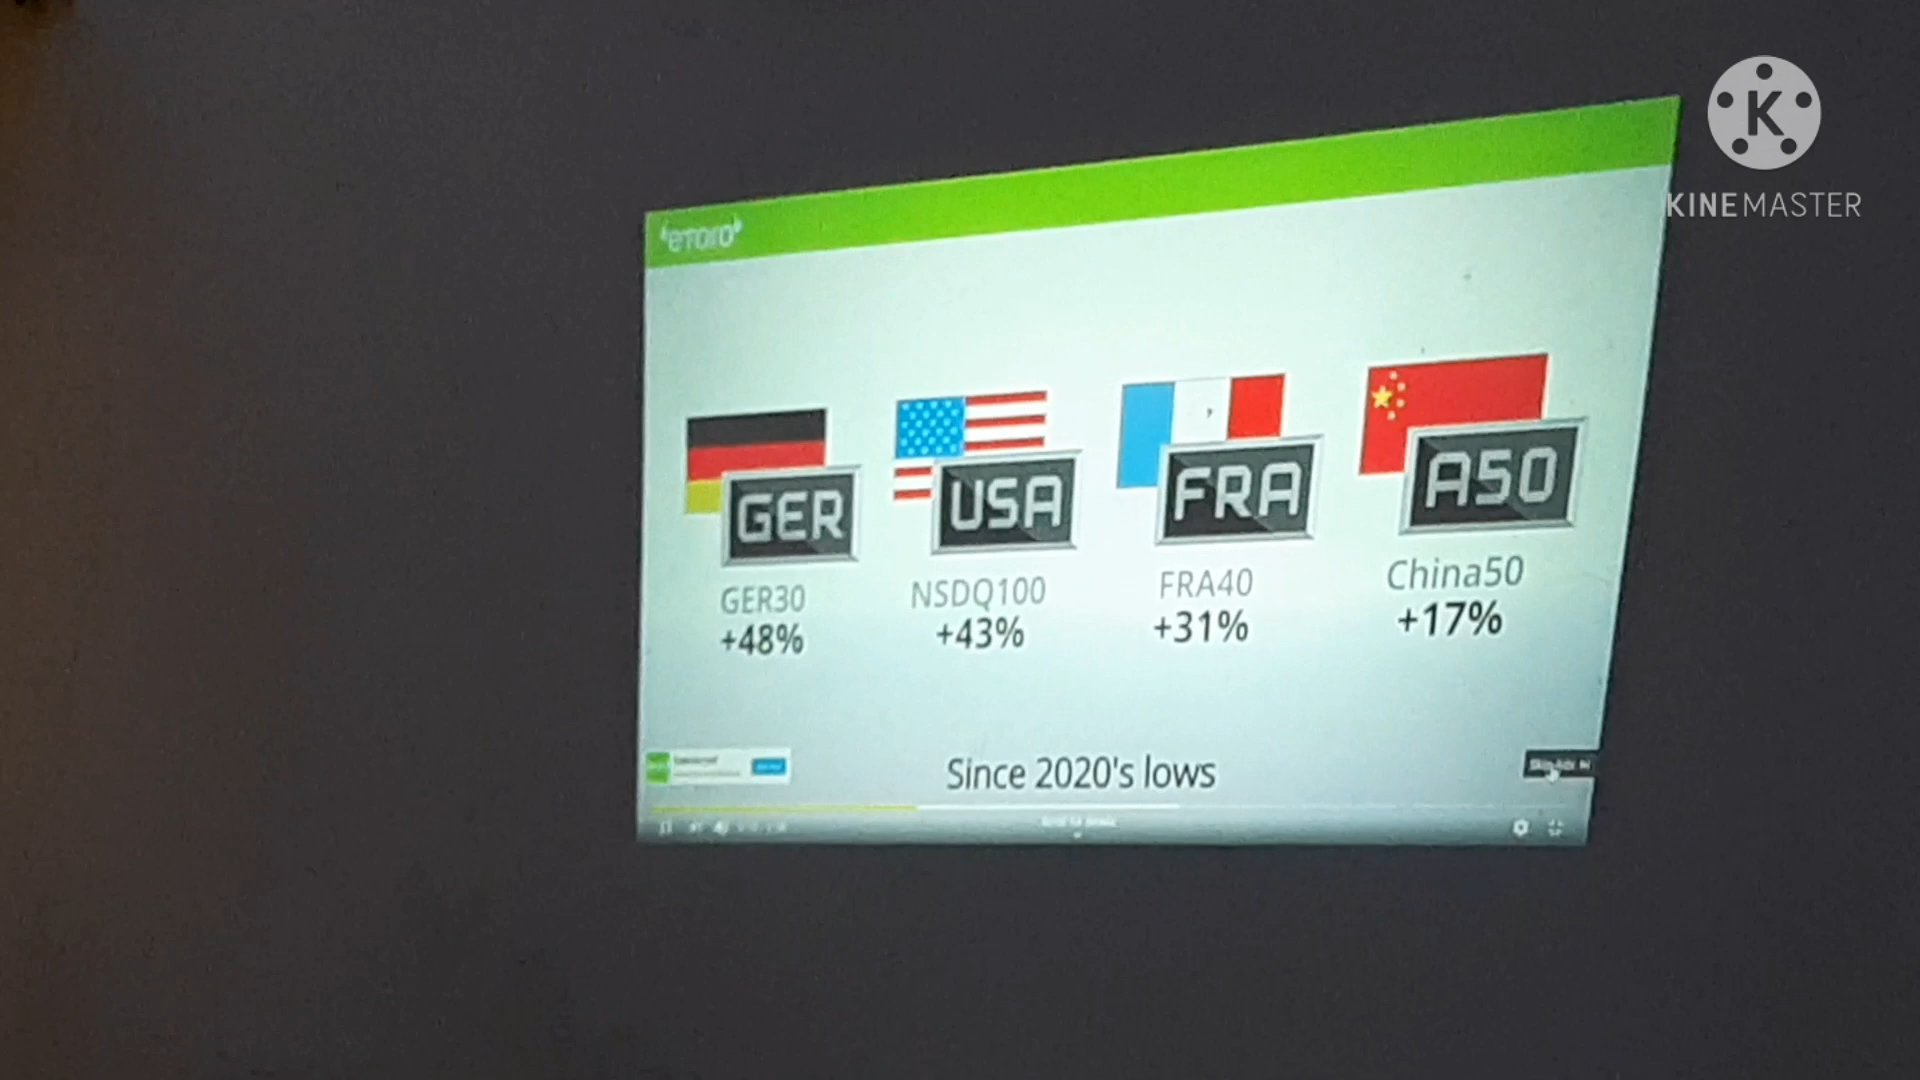 K
KINEMASTER
eToro
GER
USA
FRA
A50
GER30
NSDQ100
FRA40
China50
+48%
+43%
+31%
+17%
Since 2020's lows